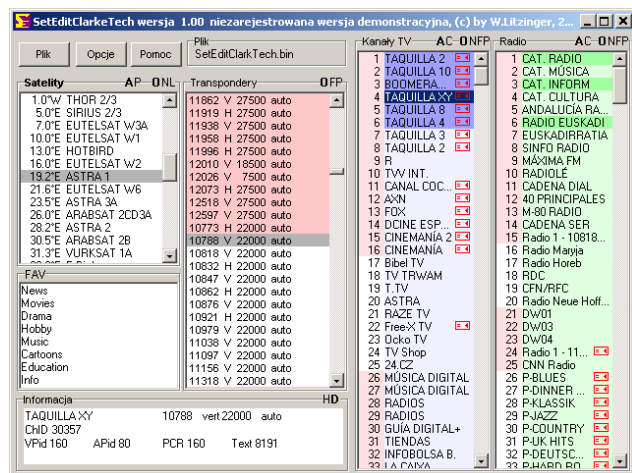 SetEditClarkeTech wersja 1.00 niezarejestrowana wersja demonstracyjna, (c) by W.Litzinger, 2...
Plik
Opcje
Pomoc
Plik
SetEditClarkTech.bin
Satelity AP ONL
1.0°W THOR 2/3
5.0°E SIRIUS 2/3
7.0°E EUTELSAT W3A
10.0°E EUTELSAT W1
13.0°E HOTBIRD
16.0°E EUTELSAT W2
19.2°E ASTRA 1
21.6°E EUTELSAT W6
23.5°E ASTRA 3A
26.0°E ARABSAT 2CD3A
28.2°E ASTRA 2
30.5°E ARABSAT 2B
31.3°E VURKSAT 1A
FAV
News
Movies
Drama
Hobby
Music
Cartoons
Education
Info
Transpondery OFP
11862 V 27500 auto
11919 H 27500 auto
11938 V 27500 auto
11958 H 27500 auto
11996 H 27500 auto
12010 V 18500 auto
12026 V 7500 auto
12073 H 27500 auto
12518 V 27500 auto
12597 V 27500 auto
10773 H 22000 auto
10788 V 22000 auto
10818 V 22000 auto
10832 H 22000 auto
10847 V 22000 auto
10862 H 22000 auto
10876 V 22000 auto
10921 H 22000 auto
10979 V 22000 auto
11038 V 22000 auto
11097 V 22000 auto
11156 V 22000 auto
11318 V 22000 auto
Kanały TV AC ONFP
1 TAQUILLA 2
2 TAQUILLA 10
3 BOOMERA...
4 TAQUILLA XY
5 TAQUILLA 8
6 TAQUILLA 4
7 TAQUILLA 3
8 TAQUILLA 2
9 R
10 TVV INT.
11 CANAL COC...
12 AXN
13 FOX
14 DCINE ESP...
15 CINEMANÍA 2
16 CINEMANÍA
17 Bibel TV
18 TV TRWAM
19 T.TV
20 ASTRA
21 RAZE TV
22 Free-X TV
23 Ocko TV
24 TV Shop
25 24.CZ
26 MÚSICA DIGITAL
27 MÚSICA DIGITAL
28 RADIOS
29 RADIOS
30 GUÍA DIGITAL+
31 TIENDAS
32 INFOBOLSA B.
33 LA CAIXA
Radio AC ONFP
1 CAT. RADIO
2 CAT. MÚSICA
3 CAT. INFORM
4 CAT. CULTURA
5 ANDALUCÍA RA...
6 RADIO EUSKADI
7 EUSKADIRRATIA
8 SINFO RADIO
9 MÁXIMA FM
10 RADIOLÉ
11 CADENA DIAL
12 40 PRINCIPALES
13 M-80 RADIO
14 CADENA SER
15 Radio 1 - 10818...
16 Radio Maryja
17 Radio Horeb
18 RDC
19 CFN/RFC
20 Radio Neue Hoff...
21 DW01
22 DW03
23 DW04
24 Radio 1 - 11...
25 CNN Radio
26 P-BLUES
27 P-DINNER ...
28 P-KLASSIK
29 P-JAZZ
30 P-COUNTRY
31 P-UK HITS
32 P-DEUTSC...
33 P-HARD RO...
Informacja HD
TAQUILLA XY 10788 vert 22000 auto
ChID 30357
VPid 160 APid 80 PCR 160 Text 8191